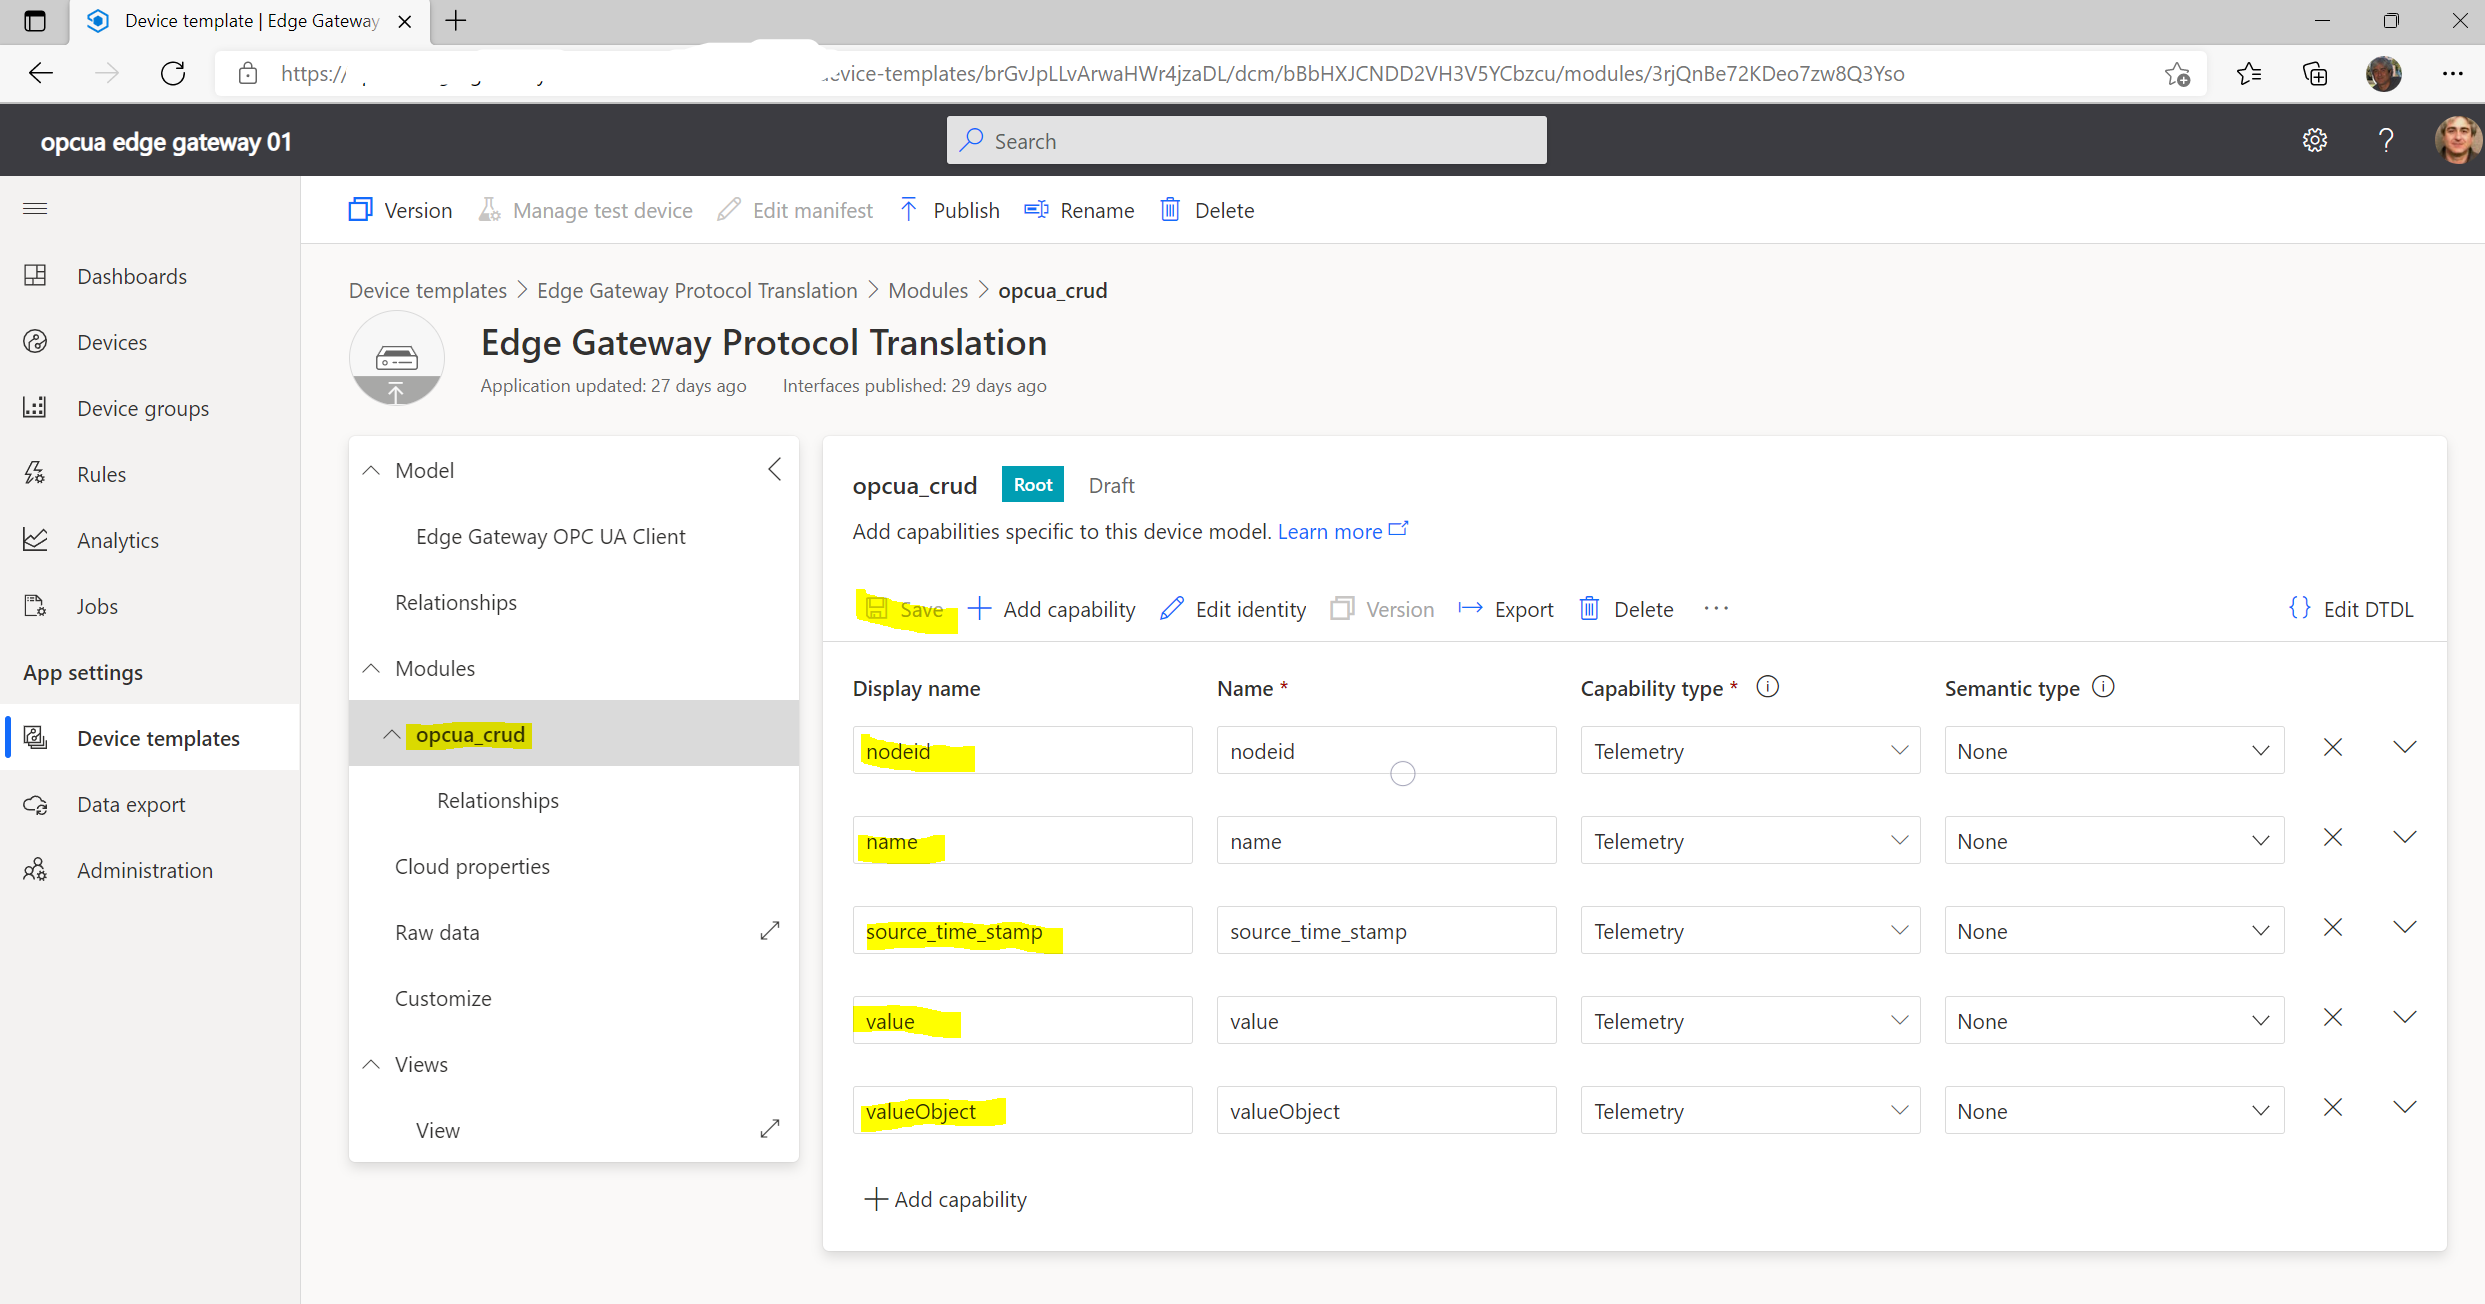 Device template | Edge Gateway
https://
device-templates/brGvJpLLvArwaHWr4jzaDL/dcm/bBbHXJCNDD2VH3V5YCbzcu/modules/3rjQnBe72KDeo7zw8Q3Yso
opcua edge gateway 01
Search
?
Version
Manage test device
Edit manifest
Publish
Rename
Delete
Dashboards
Devices
Device groups
Rules
Analytics
Jobs
App settings
Device templates
Data export
Administration
Device templates > Edge Gateway Protocol Translation > Modules > opcua_crud
Edge Gateway Protocol Translation
Application updated: 27 days ago
Interfaces published: 29 days ago
Model
Edge Gateway OPC UA Client
Relationships
Modules
opcua_crud
Relationships
Cloud properties
Raw data
Customize
Views
View
opcua_crud
Root
Draft
Add capabilities specific to this device model. Learn more
Save
Add capability
Edit identity
Version
Export
Delete
...
{} Edit DTDL
Display name
Name *
Capability type *
Semantic type
nodeid
nodeid
Telemetry
None
name
name
Telemetry
None
source_time_stamp
source_time_stamp
Telemetry
None
value
value
Telemetry
None
valueObject
valueObject
Telemetry
None
Add capability